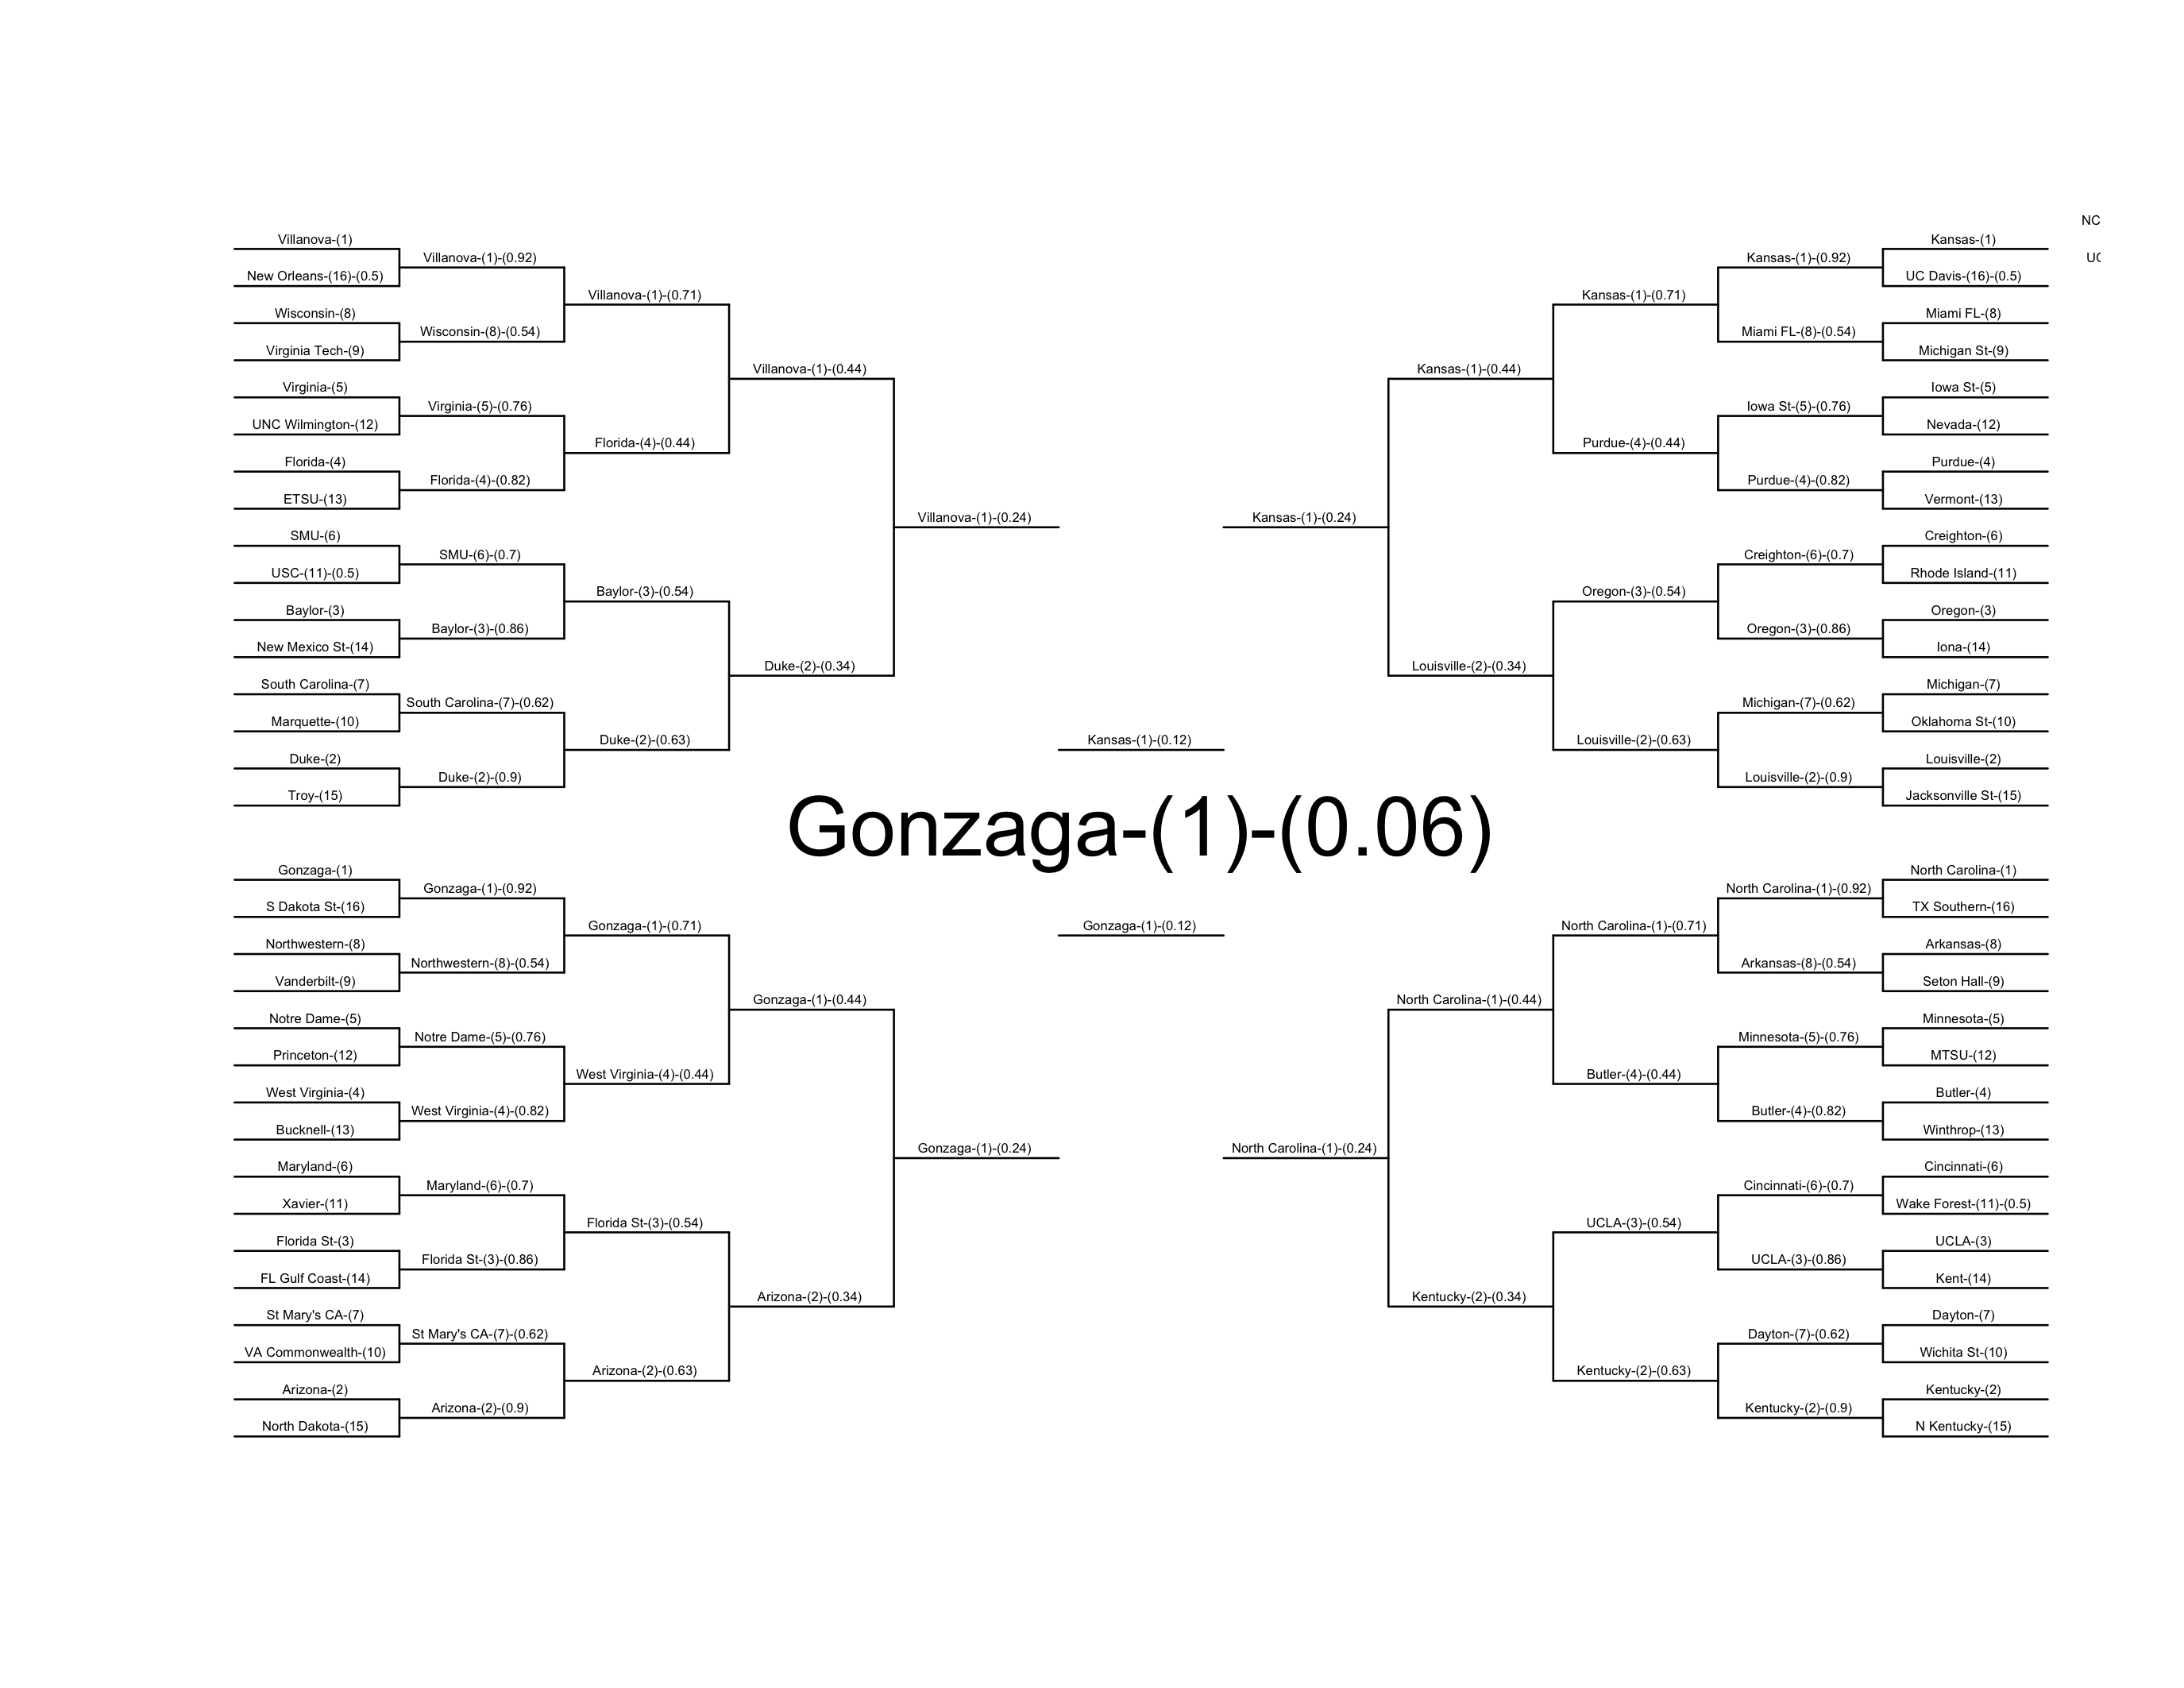 Villanova-(1)
New Orleans-(16)-(0.5)
Wisconsin-(8)
Virginia Tech-(9)
Virginia-(5)
UNC Wilmington-(12)
Florida-(4)
ETSU-(13)
SMU-(6)
USC-(11)-(0.5)
Baylor-(3)
New Mexico St-(14)
South Carolina-(7)
Marquette-(10)
Duke-(2)
Troy-(15)
Gonzaga-(1)
S Dakota St-(16)
Northwestern-(8)
Vanderbilt-(9)
Notre Dame-(5)
Princeton-(12)
West Virginia-(4)
Bucknell-(13)
Maryland-(6)
Xavier-(11)
Florida St-(3)
FL Gulf Coast-(14)
St Mary's CA-(7)
VA Commonwealth-(10)
Arizona-(2)
North Dakota-(15)
Villanova-(1)-(0.92)
Wisconsin-(8)-(0.54)
Virginia-(5)-(0.76)
Florida-(4)-(0.82)
SMU-(6)-(0.7)
Baylor-(3)-(0.86)
South Carolina-(7)-(0.62)
Duke-(2)-(0.9)
Gonzaga-(1)-(0.92)
Northwestern-(8)-(0.54)
Notre Dame-(5)-(0.76)
West Virginia-(4)-(0.82)
Maryland-(6)-(0.7)
Florida St-(3)-(0.86)
St Mary's CA-(7)-(0.62)
Arizona-(2)-(0.9)
Villanova-(1)-(0.71)
Florida-(4)-(0.44)
Baylor-(3)-(0.54)
Duke-(2)-(0.63)
Gonzaga-(1)-(0.71)
West Virginia-(4)-(0.44)
Florida St-(3)-(0.54)
Arizona-(2)-(0.63)
Villanova-(1)-(0.44)
Duke-(2)-(0.34)
Gonzaga-(1)-(0.44)
Arizona-(2)-(0.34)
Villanova-(1)-(0.24)
Gonzaga-(1)-(0.24)
Kansas-(1)-(0.12)
Gonzaga-(1)-(0.06)
Gonzaga-(1)-(0.12)
Kansas-(1)-(0.24)
North Carolina-(1)-(0.24)
Kansas-(1)-(0.44)
Louisville-(2)-(0.34)
North Carolina-(1)-(0.44)
Kentucky-(2)-(0.34)
Kansas-(1)-(0.71)
Purdue-(4)-(0.44)
Oregon-(3)-(0.54)
Louisville-(2)-(0.63)
North Carolina-(1)-(0.71)
Butler-(4)-(0.44)
UCLA-(3)-(0.54)
Kentucky-(2)-(0.63)
Kansas-(1)-(0.92)
Miami FL-(8)-(0.54)
Iowa St-(5)-(0.76)
Purdue-(4)-(0.82)
Creighton-(6)-(0.7)
Oregon-(3)-(0.86)
Michigan-(7)-(0.62)
Louisville-(2)-(0.9)
North Carolina-(1)-(0.92)
Arkansas-(8)-(0.54)
Minnesota-(5)-(0.76)
Butler-(4)-(0.82)
Cincinnati-(6)-(0.7)
UCLA-(3)-(0.86)
Dayton-(7)-(0.62)
Kentucky-(2)-(0.9)
Kansas-(1)
UC Davis-(16)-(0.5)
Miami FL-(8)
Michigan St-(9)
Iowa St-(5)
Nevada-(12)
Purdue-(4)
Vermont-(13)
Creighton-(6)
Rhode Island-(11)
Oregon-(3)
Iona-(14)
Michigan-(7)
Oklahoma St-(10)
Louisville-(2)
Jacksonville St-(15)
North Carolina-(1)
TX Southern-(16)
Arkansas-(8)
Seton Hall-(9)
Minnesota-(5)
MTSU-(12)
Butler-(4)
Winthrop-(13)
Cincinnati-(6)
Wake Forest-(11)-(0.5)
UCLA-(3)
Kent-(14)
Dayton-(7)
Wichita St-(10)
Kentucky-(2)
N Kentucky-(15)
NC